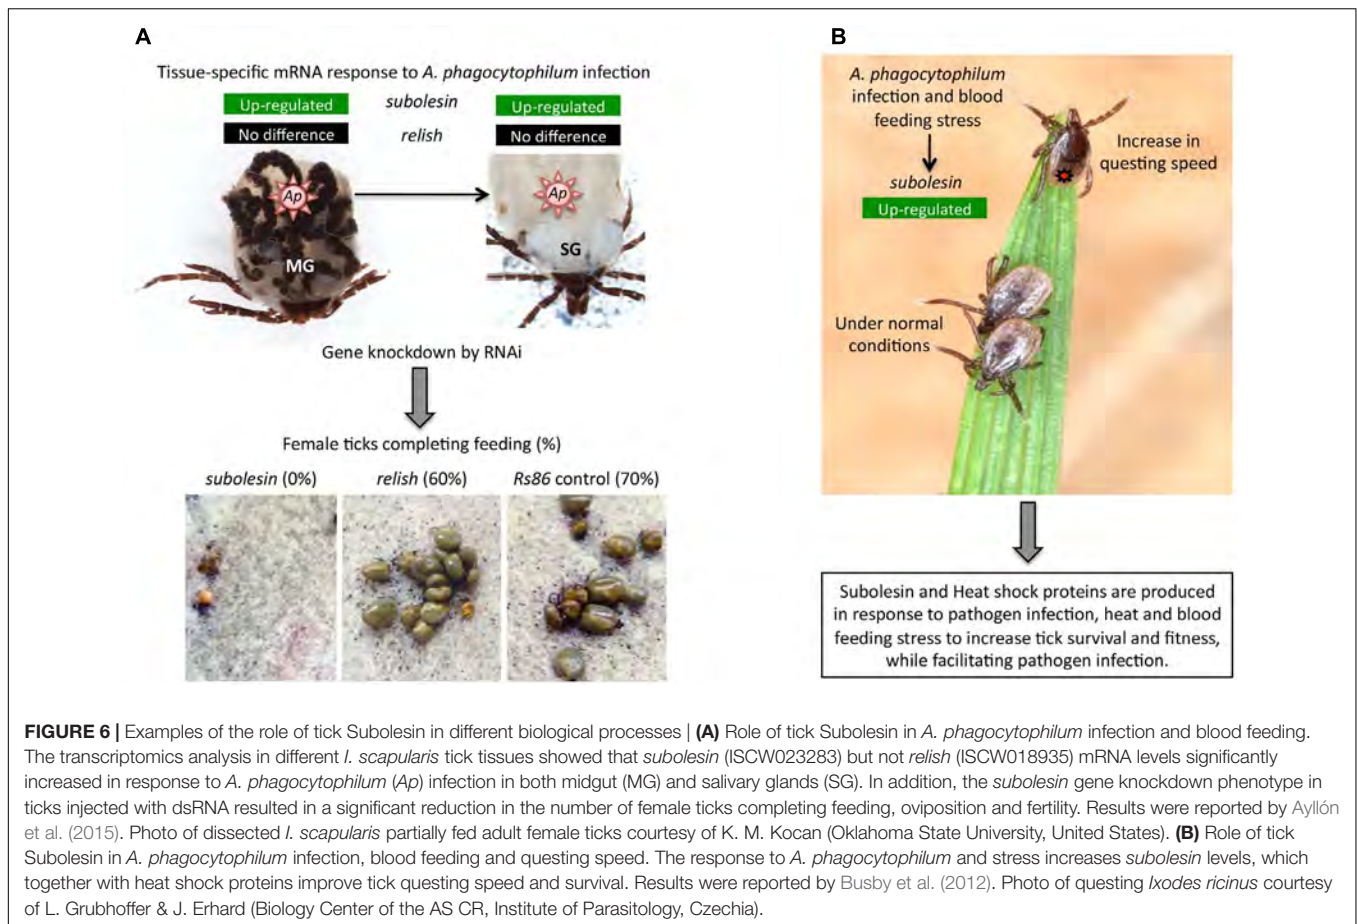 A
Tissue-specific mRNA response to A. phagocytophilum infection
Up-regulated subolesin Up-regulated
No difference relish No difference
Ap Ap
MG SG
Gene knockdown by RNAi
Female ticks completing feeding (%)
subolesin (0%) relish (60%) Rs86 control (70%)
B
A. phagocytophilum
infection and blood
feeding stress
subolesin
Up-regulated
Increase in
questing speed
Under normal
conditions
Subolesin and Heat shock proteins are produced
in response to pathogen infection, heat and blood
feeding stress to increase tick survival and fitness,
while facilitating pathogen infection.
FIGURE 6 | Examples of the role of tick Subolesin in different biological processes | (A) Role of tick Subolesin in A. phagocytophilum infection and blood feeding.
The transcriptomics analysis in different I. scapularis tick tissues showed that subolesin (ISCW023283) but not relish (ISCW018935) mRNA levels significantly
increased in response to A. phagocytophilum (Ap) infection in both midgut (MG) and salivary glands (SG). In addition, the subolesin gene knockdown phenotype in
ticks injected with dsRNA resulted in a significant reduction in the number of female ticks completing feeding, oviposition and fertility. Results were reported by Ayllón
et al. (2015). Photo of dissected I. scapularis partially fed adult female ticks courtesy of K. M. Kocan (Oklahoma State University, United States). (B) Role of tick
Subolesin in A. phagocytophilum infection, blood feeding and questing speed. The response to A. phagocytophilum and stress increases subolesin levels, which
together with heat shock proteins improve tick questing speed and survival. Results were reported by Busby et al. (2012). Photo of questing Ixodes ricinus courtesy
of L. Grubhoffer & J. Erhard (Biology Center of the AS CR, Institute of Parasitology, Czechia).